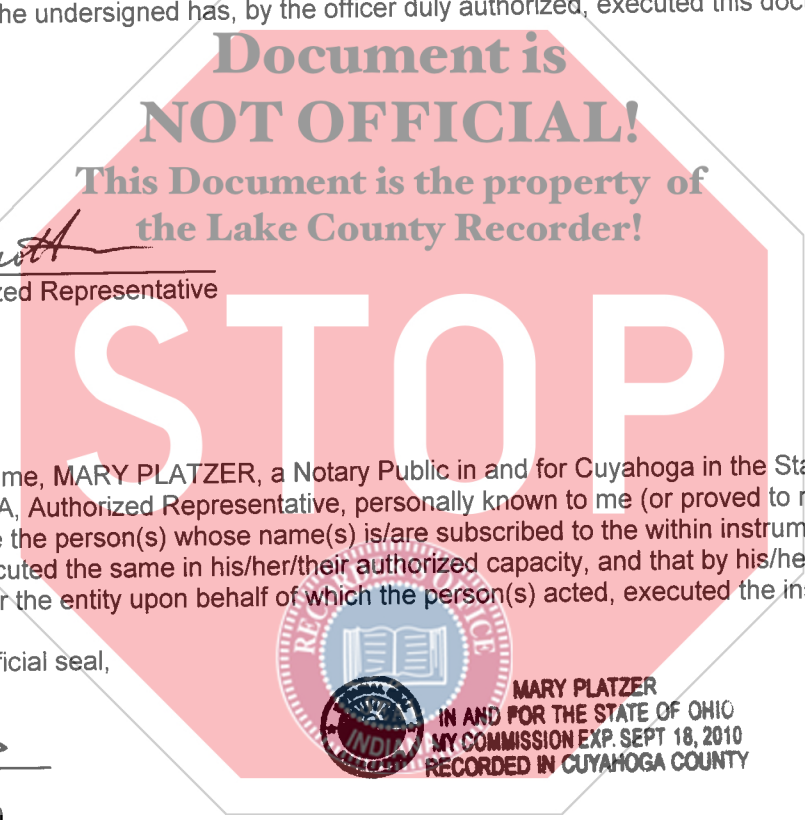 he undersigned has, by the officer duly authorized, executed this doc
Document is
NOT OFFICIAL!
This Document is the property of
the Lake County Recorder!
zed Representative
STOP
me, MARY PLATZER, a Notary Public in and for Cuyahoga in the Sta
A, Authorized Representative, personally known to me (or proved to m
e the person(s) whose name(s) is/are subscribed to the within instrum
cuted the same in his/her/their authorized capacity, and that by his/he
r the entity upon behalf of which the person(s) acted, executed the ins
RECORDER'S OFFICE
ficial seal,
MARY PLATZER
IN AND FOR THE STATE OF OHIO
MY COMMISSION EXP. SEPT 18, 2010
RECORDED IN CUYAHOGA COUNTY
INDIANA